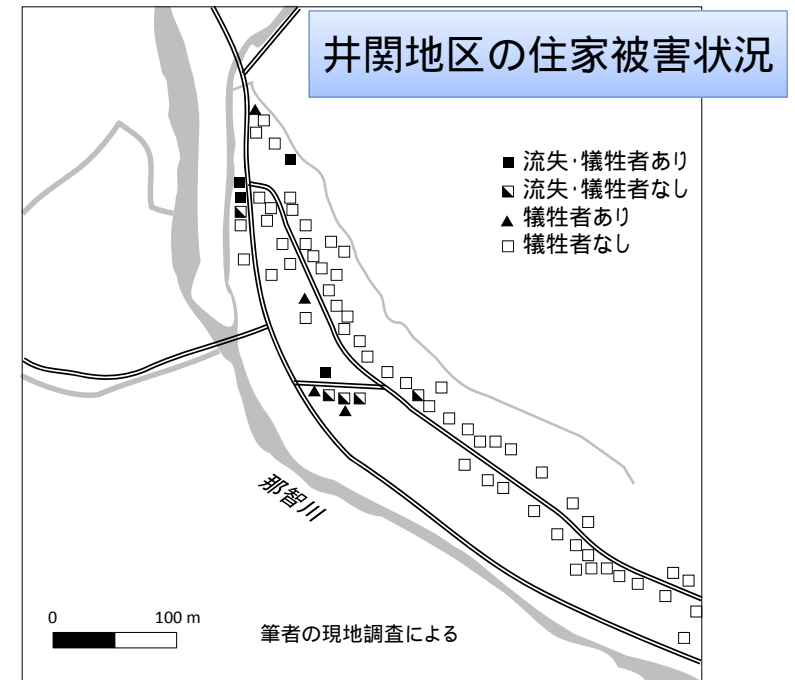 井関地区の住家被害状況
流失・犠牲者あり
流失・犠牲者なし
犠牲者あり
犠牲者なし
那智川
0 100 m
筆者の現地調査による